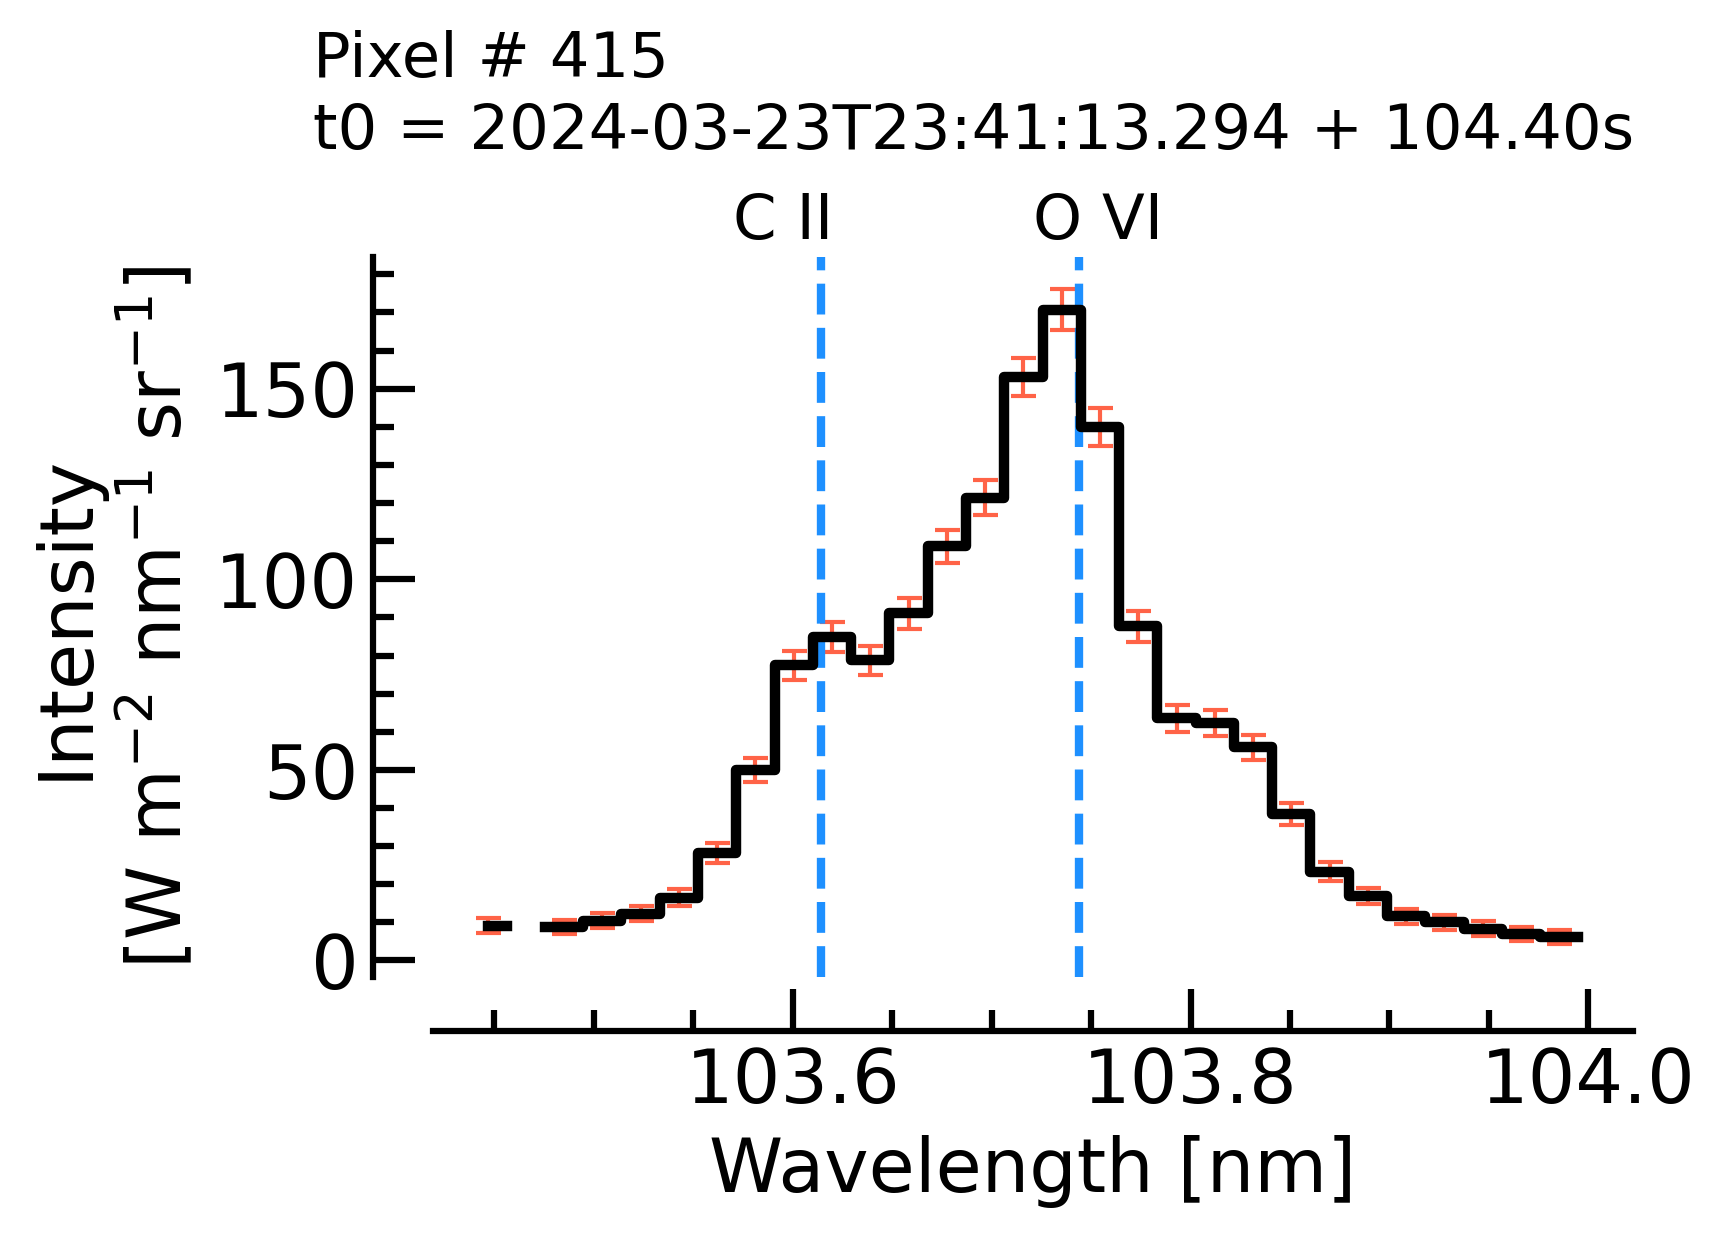 Pixel # 415
t0 = 2024-03-23T23:41:13.294 + 104.40s
C II O VI
Intensity
[W m⁻² nm⁻¹ sr⁻¹]
150
100
50
0
103.6 103.8 104.0
Wavelength [nm]